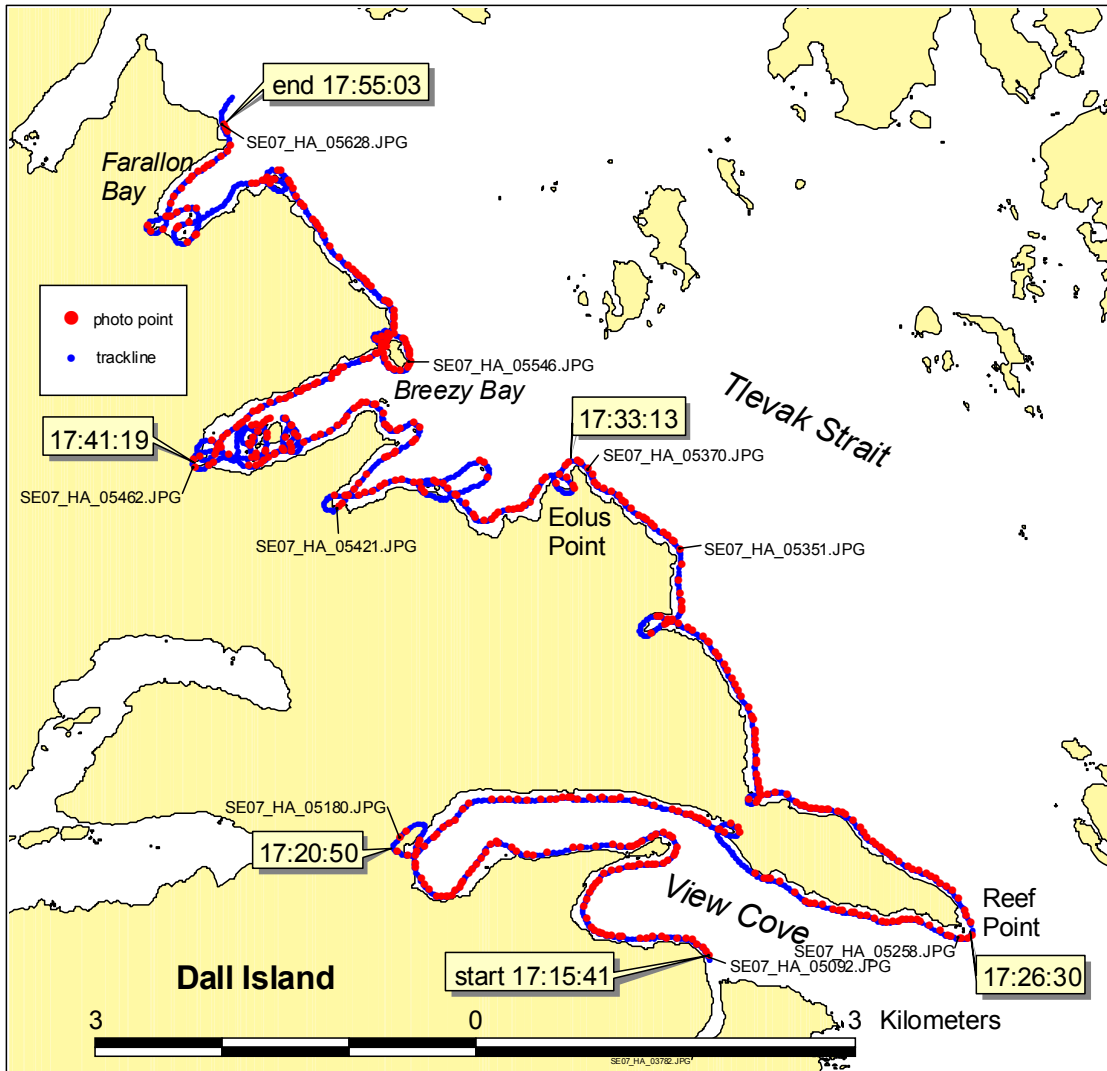 end 17:55:03
SE07_HA_05628.JPG
Farallon
Bay
photo point
trackline
SE07_HA_05546.JPG
Breezy Bay
Tlevak Strait
17:33:13
17:41:19
SE07_HA_05370.JPG
SE07_HA_05462.JPG
Eolus
Point
SE07_HA_05421.JPG
SE07_HA_05351.JPG
SE07_HA_05180.JPG
17:20:50
View Cove
Reef
Point
SE07_HA_05258.JPG
SE07_HA_05092.JPG
Dall Island
start 17:15:41
17:26:30
3 0 3 Kilometers
SE07_HA_03782.JPG